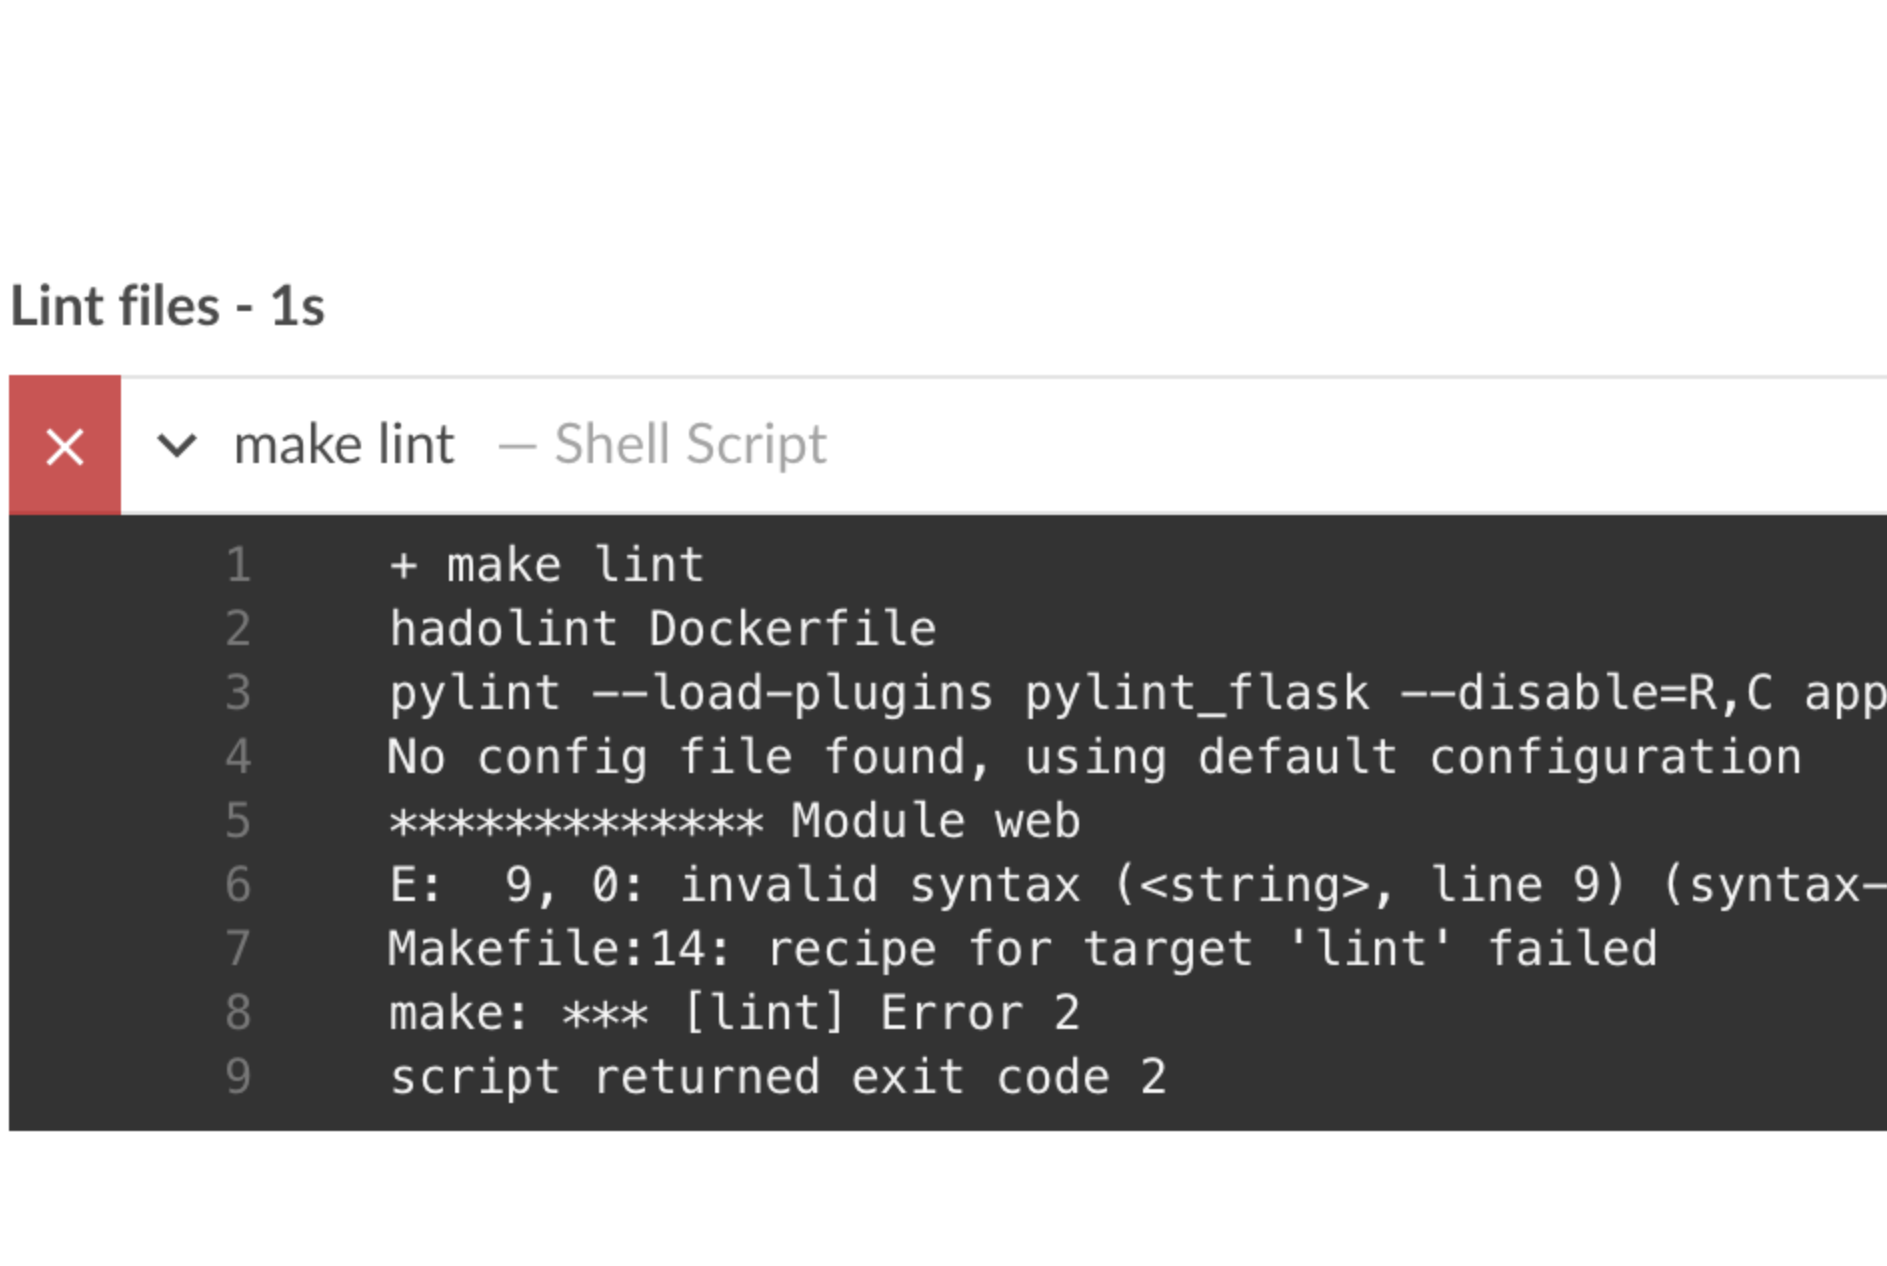 Lint files - 1s
make lint — Shell Script
1 + make lint
2 hadolint Dockerfile
3 pylint --load-plugins pylint_flask --disable=R,C app
4 No config file found, using default configuration
5 ************* Module web
6 E:  9, 0: invalid syntax (<string>, line 9) (syntax-
7 Makefile:14: recipe for target 'lint' failed
8 make: *** [lint] Error 2
9 script returned exit code 2